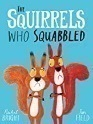 THE
SQUIRRELS
WHO SQUABBLED
Rachel Jim
BRIGHT FIELD